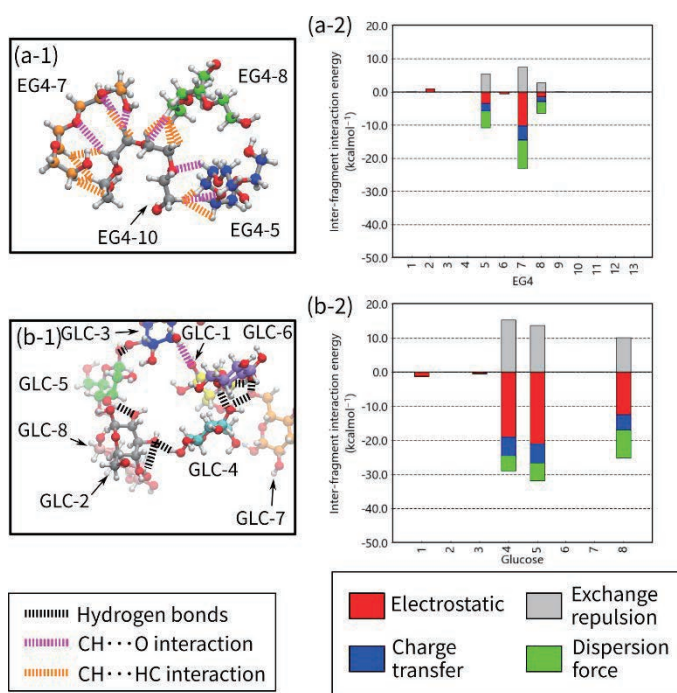 (a-1)
EG4-7
EG4-8
EG4-10
EG4-5
(a-2)
Inter-fragment interaction energy
(kcalmol⁻¹)
20.0
10.0
0.0
-10.0
-20.0
-30.0
-40.0
-50.0
1 2 3 4 5 6 7 8 9 10 11 12 13
EG4
(b-1)
GLC-3
GLC-1
GLC-6
GLC-5
GLC-8
GLC-4
GLC-2
GLC-7
(b-2)
Inter-fragment interaction energy
(kcalmol⁻¹)
20.0
10.0
0.0
-10.0
-20.0
-30.0
-40.0
-50.0
1 2 3 4 5 6 7 8
Glucose
Hydrogen bonds
CH···O interaction
CH···HC interaction
Electrostatic
Exchange
repulsion
Charge
transfer
Dispersion
force